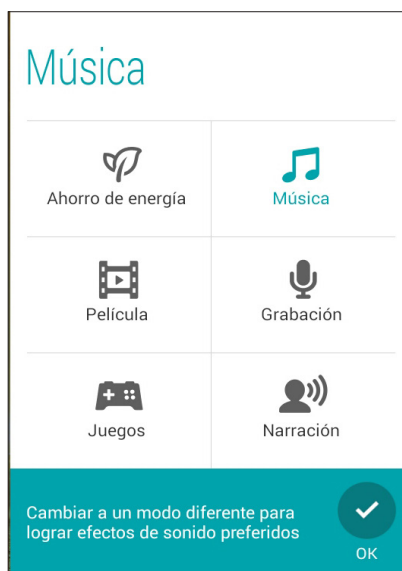 Música
Ahorro de energía
Música
Película
Grabación
Juegos
Narración
Cambiar a un modo diferente para
lograr efectos de sonido preferidos
OK